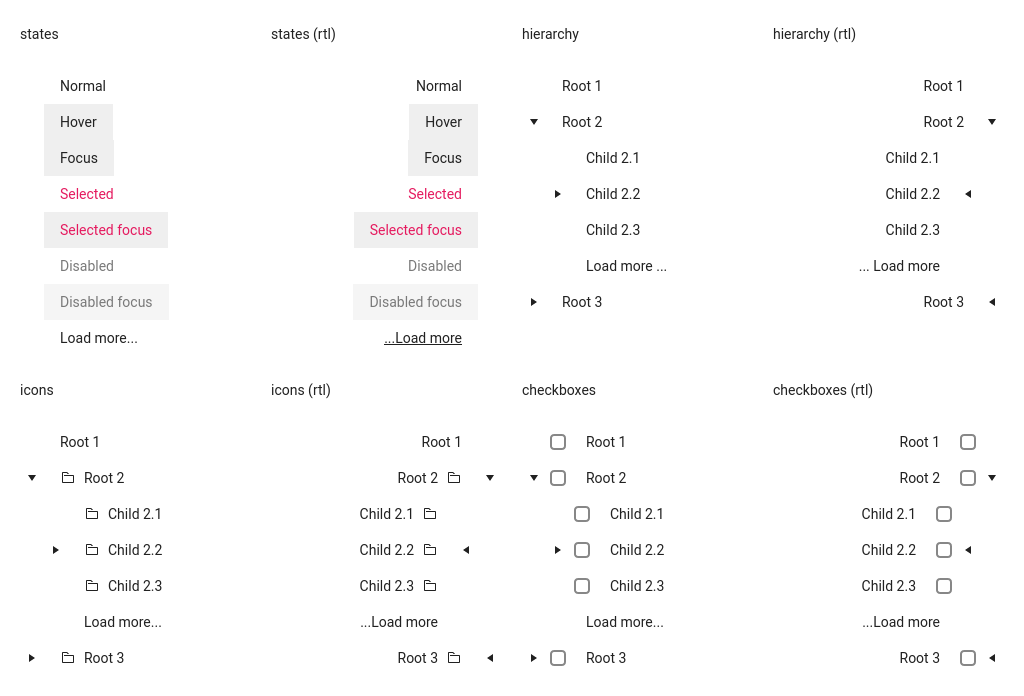 states
Normal
Hover
Focus
Selected
Selected focus
Disabled
Disabled focus
Load more...
states (rtl)
Normal
Hover
Focus
Selected
Selected focus
Disabled
Disabled focus
...Load more
hierarchy
Root 1
Root 2
Child 2.1
Child 2.2
Child 2.3
Load more ...
Root 3
hierarchy (rtl)
Root 1
Root 2
Child 2.1
Child 2.2
Child 2.3
... Load more
Root 3
icons
Root 1
Root 2
Child 2.1
Child 2.2
Child 2.3
Load more...
Root 3
icons (rtl)
Root 1
Root 2
Child 2.1
Child 2.2
Child 2.3
...Load more
Root 3
checkboxes
Root 1
Root 2
Child 2.1
Child 2.2
Child 2.3
Load more...
Root 3
checkboxes (rtl)
Root 1
Root 2
Child 2.1
Child 2.2
Child 2.3
...Load more
Root 3